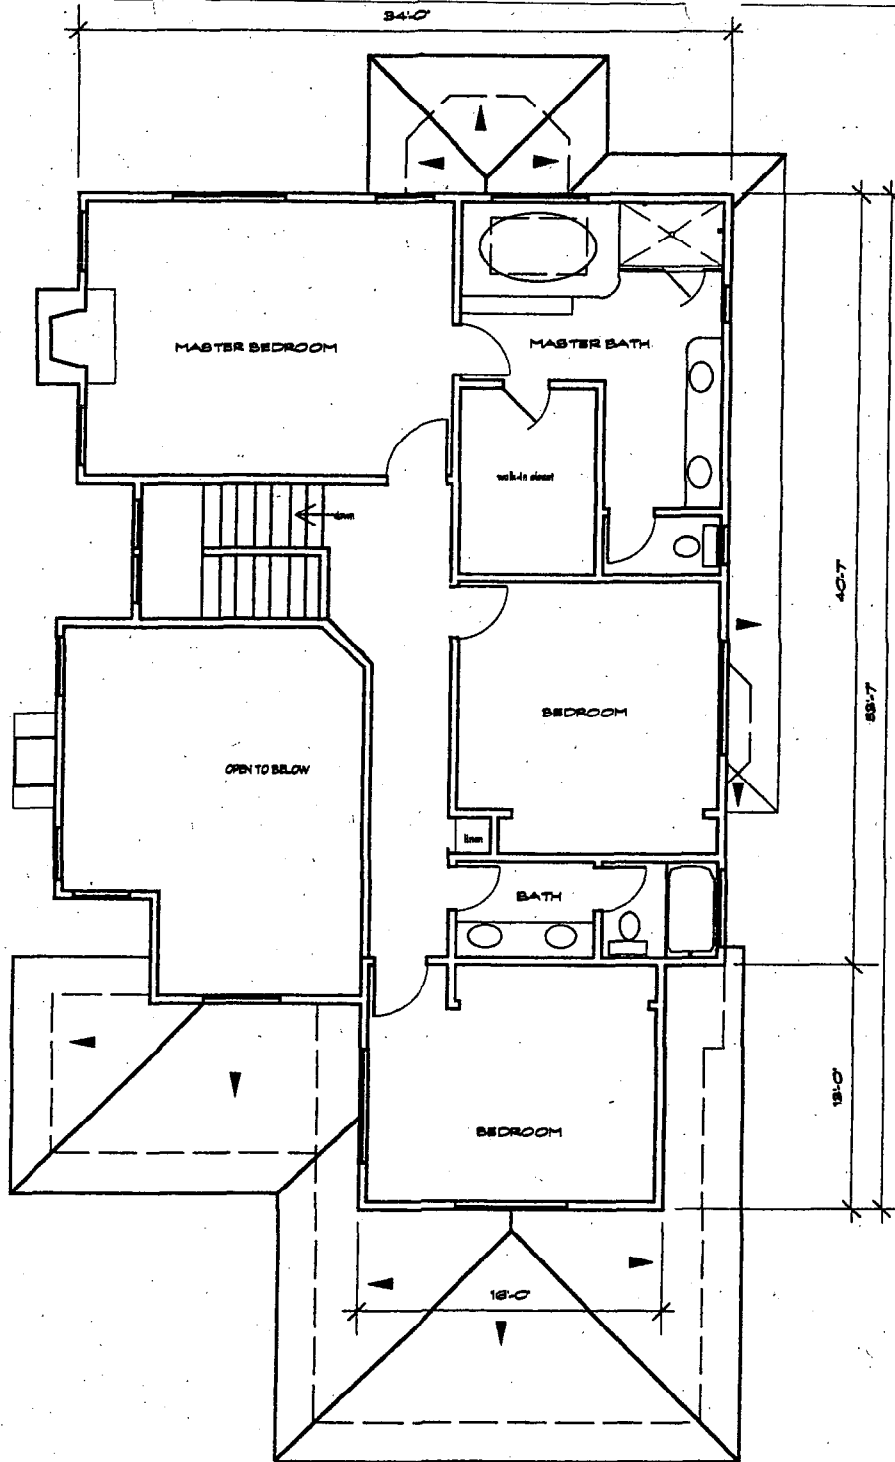 34'-0"
MASTER BEDROOM
MASTER BATH
walk-in closet
down
40'-7"
BEDROOM
53'-7"
OPEN TO BELOW
linen
BATH
13'-0"
BEDROOM
16'-0"